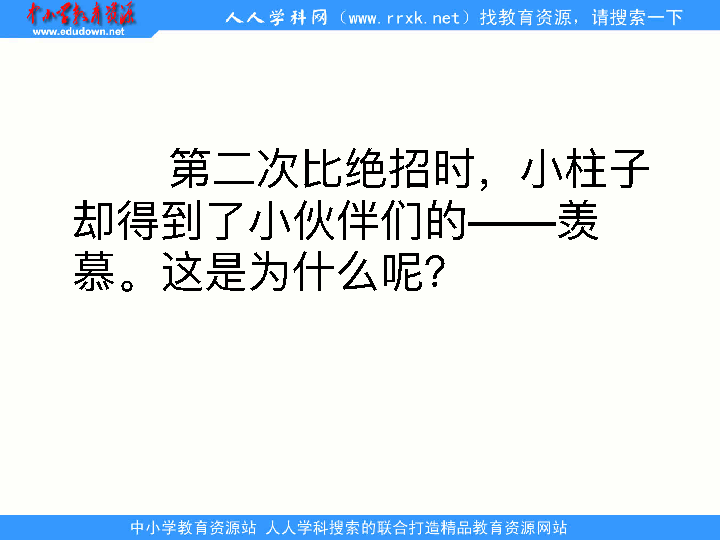 中小学教育资源
www.edudown.net
人人学科网（www.rrxk.net）找教育资源，请搜索一下
第二次比绝招时，小柱子
却得到了小伙伴们的——羡
慕。这是为什么呢？
中小学教育资源站 人人学科搜索的联合打造精品教育资源网站